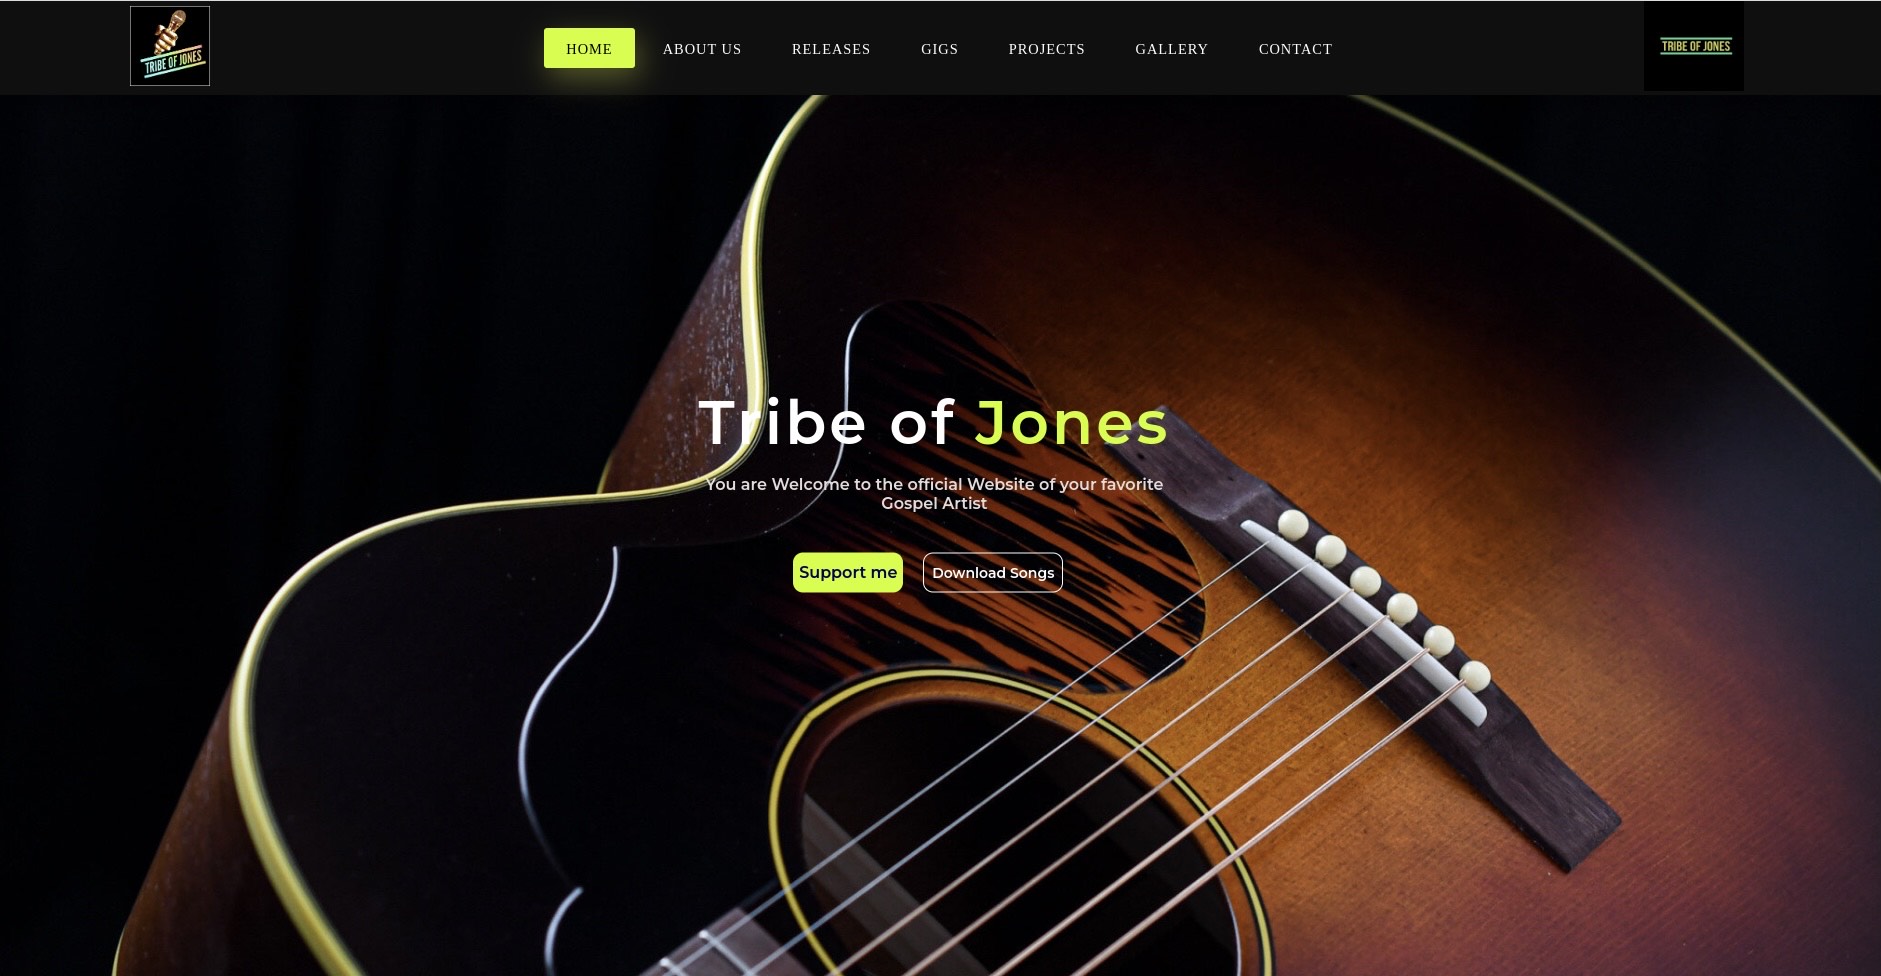 TRIBE OF JONES
HOME ABOUT US RELEASES GIGS PROJECTS GALLERY CONTACT
TRIBE OF JONES
Tribe of Jones
You are Welcome to the official Website of your favorite
Gospel Artist
Support me Download Songs